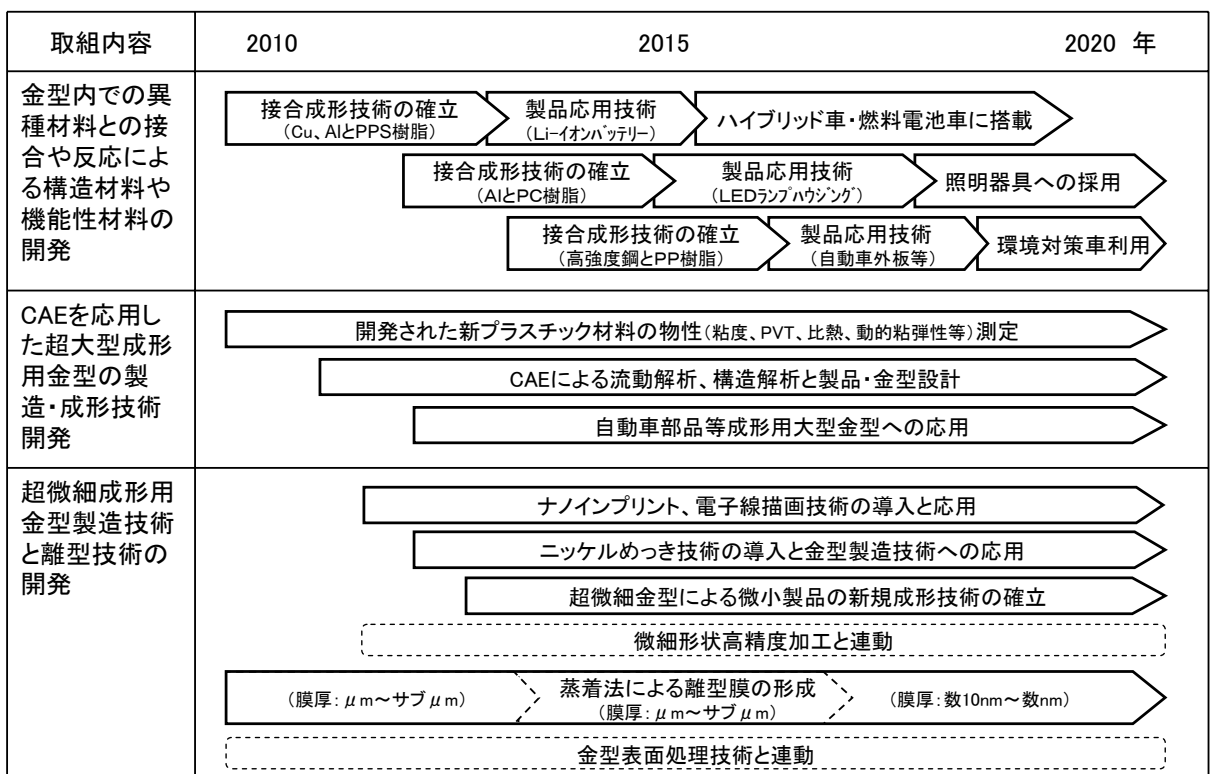 取組内容
2010
2015
2020 年
金型内での異
種材料との接
合や反応によ
る構造材料や
機能性材料の
開発
接合成形技術の確立
(Cu、AlとPPS樹脂)
製品応用技術
(Li-イオンバッテリー)
ハイブリッド車・燃料電池車に搭載
接合成形技術の確立
(AlとPC樹脂)
製品応用技術
(LEDランプハウジング)
照明器具への採用
接合成形技術の確立
(高強度鋼とPP樹脂)
製品応用技術
(自動車外板等)
環境対策車利用
CAEを応用し
た超大型成形
用金型の製
造・成形技術
開発
開発された新プラスチック材料の物性(粘度、PVT、比熱、動的粘弾性等)測定
CAEによる流動解析、構造解析と製品・金型設計
自動車部品等成形用大型金型への応用
超微細成形用
金型製造技術
と離型技術の
開発
ナノインプリント、電子線描画技術の導入と応用
ニッケルめっき技術の導入と金型製造技術への応用
超微細金型による微小製品の新規成形技術の確立
微細形状高精度加工と連動
(膜厚:μm～サブμm)
蒸着法による離型膜の形成
(膜厚:μm～サブμm)
(膜厚:数10nm～数nm)
金型表面処理技術と連動